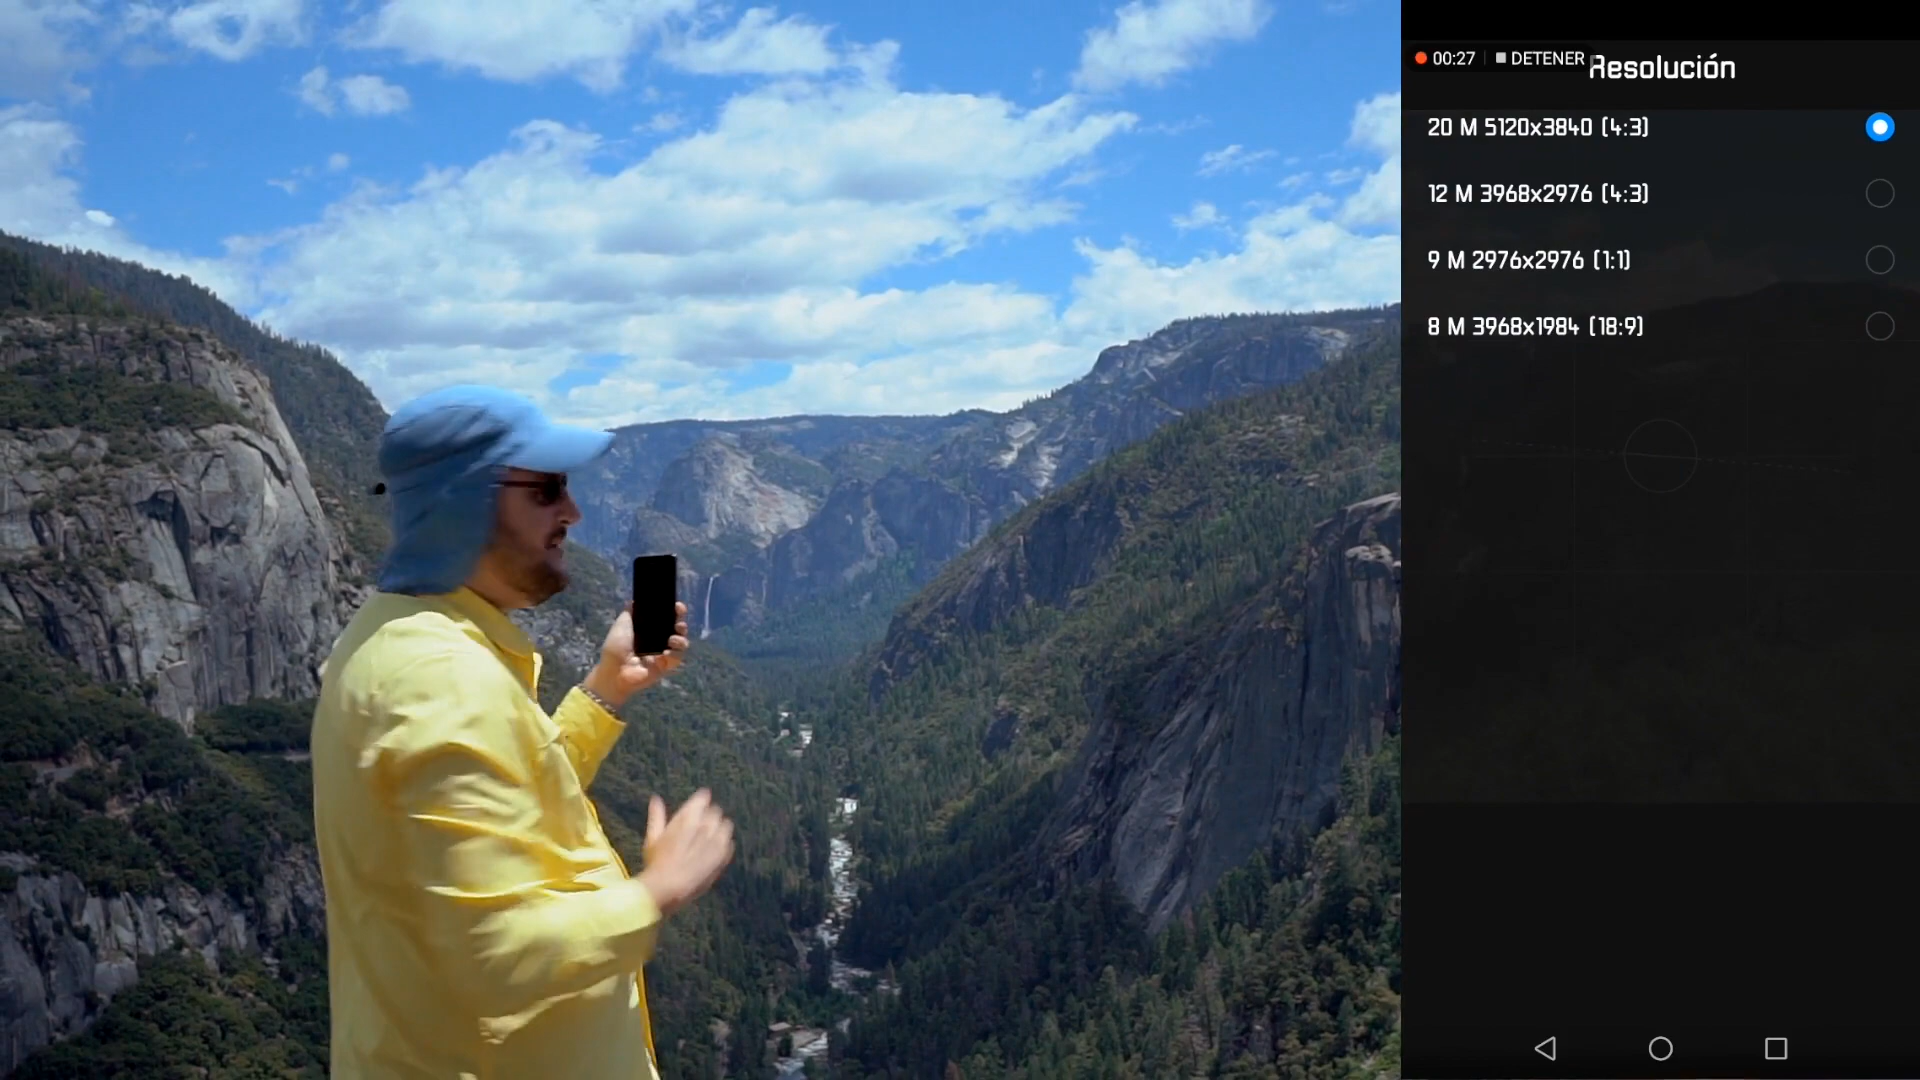 00:27 DETENER Resolución
20 M 5120x3840 (4:3)
12 M 3968x2976 (4:3)
9 M 2976x2976 (1:1)
8 M 3968x1984 (18:9)